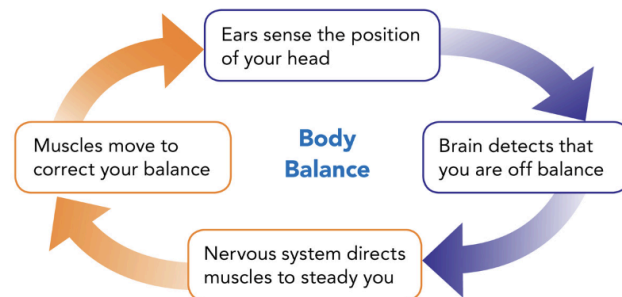 Ears sense the position
of your head
Brain detects that
you are off balance
Nervous system directs
muscles to steady you
Muscles move to
correct your balance
Body
Balance